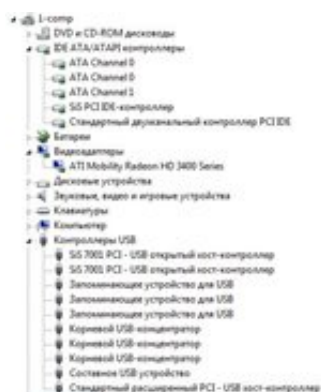 1-comp
DVD и CD-ROM дисководы
IDE ATA/ATAPI контроллеры
ATA Channel 0
ATA Channel 0
ATA Channel 1
SiS PCI IDE-контроллер
Стандартный двухканальный контроллер PCI IDE
Батареи
Видеоадаптеры
ATI Mobility Radeon HD 3400 Series
Дисковые устройства
Звуковые, видео и игровые устройства
Клавиатуры
Компьютер
Контроллеры USB
SiS 7001 PCI - USB открытый хост-контроллер
SiS 7001 PCI - USB открытый хост-контроллер
Запоминающее устройство для USB
Запоминающее устройство для USB
Запоминающее устройство для USB
Корневой USB-концентратор
Корневой USB-концентратор
Корневой USB-концентратор
Составное USB устройство
Стандартный расширенный PCI - USB хост-контроллер